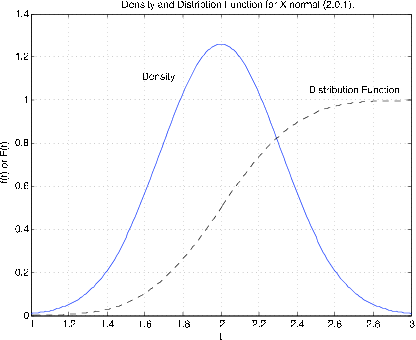 Density and Distribtion Function for X normal (2.0.1).
1.4
1.2
1
0.8
0.6
0.4
0.2
0
Density
Distribution Function
f(t) or F(t)
1 1.2 1.4 1.6 1.8 2 2.2 2.4 2.6 2.8 3
t